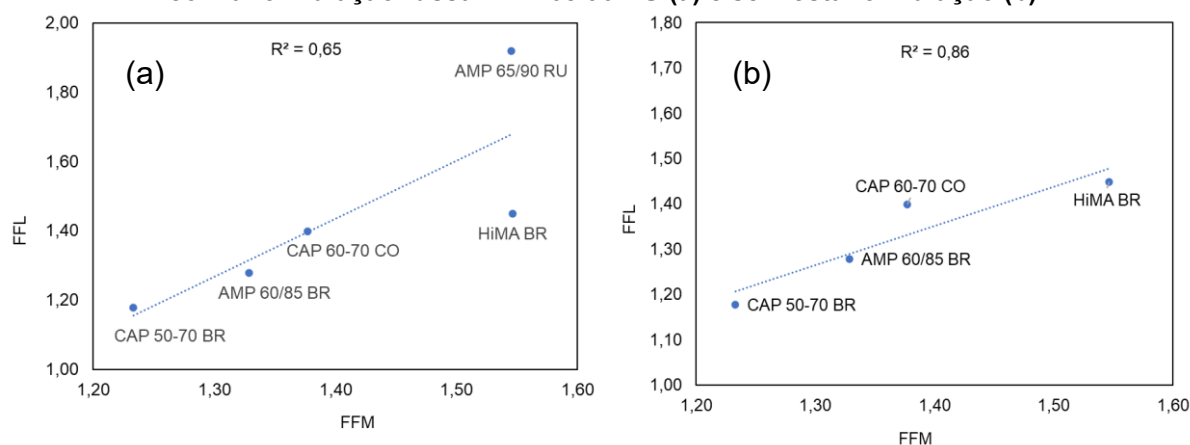 2,00
1,80
1,60
1,40
1,20
1,00
FFL
(a)
R² = 0,65
AMP 65/90 RU
HiMA BR
CAP 60-70 CO
AMP 60/85 BR
CAP 50-70 BR
1,20 1,30 1,40 1,50 1,60
FFM
1,80
1,70
1,60
1,50
1,40
1,30
1,20
1,10
1,00
FFL
(b)
R² = 0,86
CAP 60-70 CO
HiMA BR
AMP 60/85 BR
CAP 50-70 BR
1,20 1,30 1,40 1,50 1,60
FFM